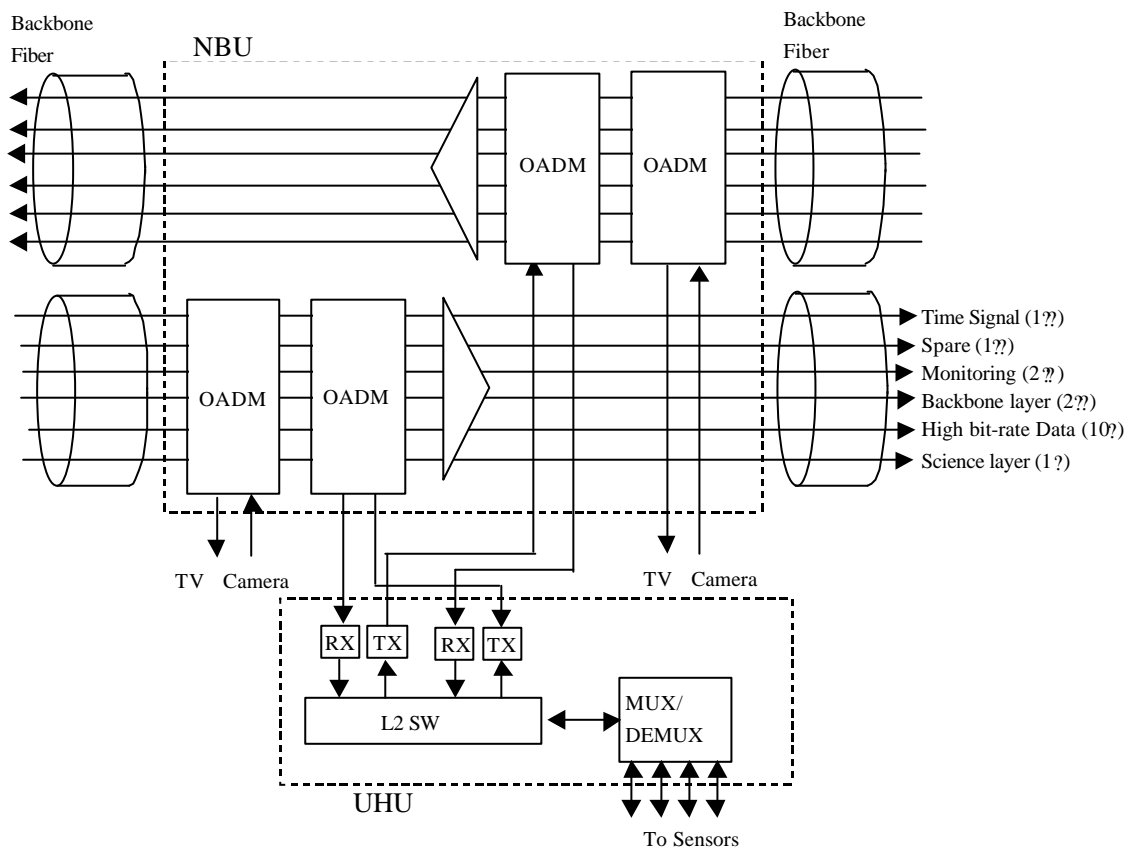 Backbone
Fiber
NBU
Backbone
Fiber
OADM
OADM
OADM
OADM
Time Signal (1??)
Spare (1??)
Monitoring (2??)
Backbone layer (2??)
High bit-rate Data (10?)
Science layer (1?)
TV Camera
TV Camera
RX
TX
RX
TX
L2 SW
MUX/
DEMUX
UHU
To Sensors